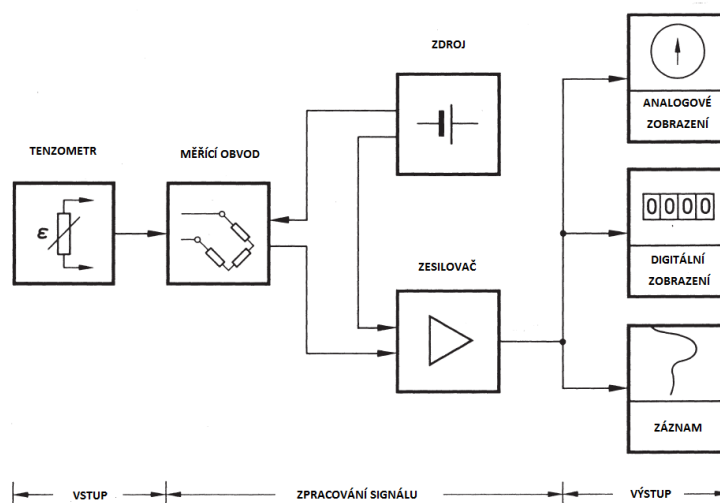 ZDROJ
ANALOGOVÉ
ZOBRAZENÍ
TENZOMETR
MĚŘÍCÍ OBVOD
ε
0000
DIGITÁLNÍ
ZOBRAZENÍ
ZESILOVAČ
ZÁZNAM
VSTUP
ZPRACOVÁNÍ SIGNÁLU
VÝSTUP